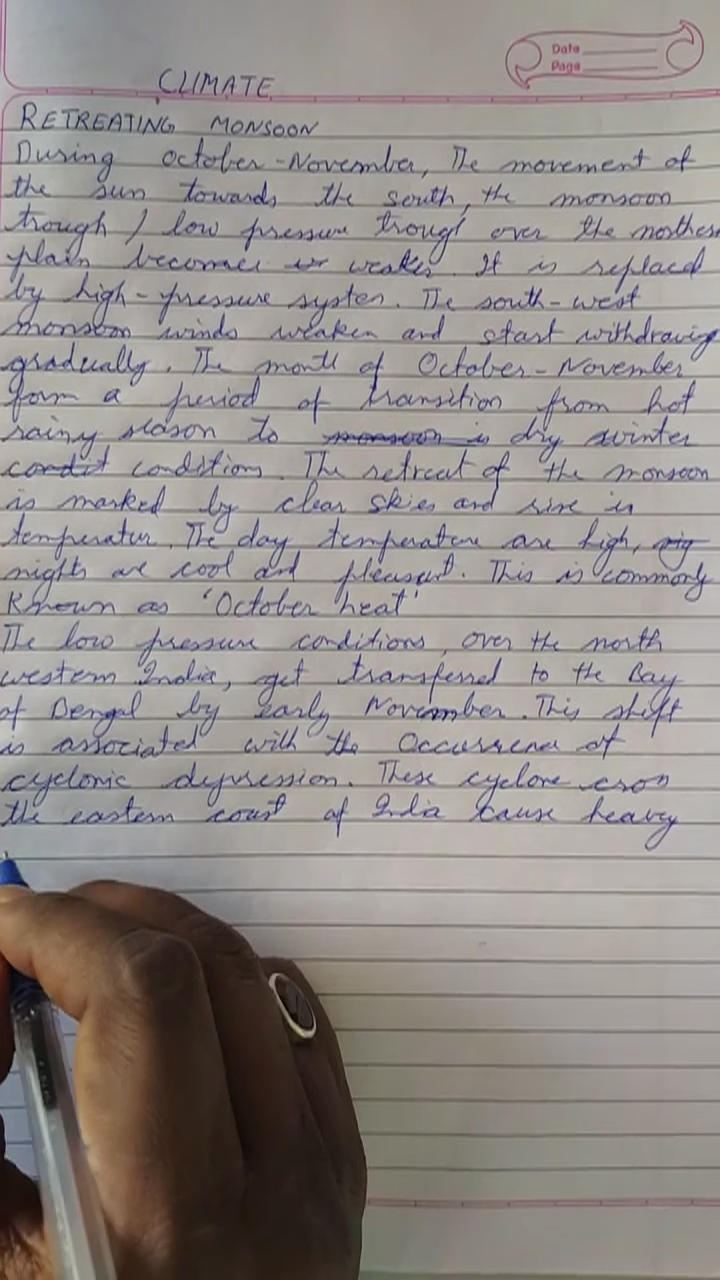 Date
Page
CLIMATE
RETREATING MONSOON
During October-November, The movement of
the sun towards the south, the monsoon
trough / low pressure trough over the northern
plain becomes weaker. It is replaced
by high-pressure system. The south-west
monsoon winds weaken and start withdrawing
gradually. The month of October-November
form a period of transition from hot
rainy season to monsoon is dry winter
condit conditions. The retreat of the monsoon
is marked by clear skies and rise in
temperatur. The day temperature are high, nig
nights are cool and pleasant. This is commonly
Known as 'October heat'
The low pressure conditions, over the north
western India, get transferred to the Bay
of Bengal by early November. This shift
is associated with the Occurrence of
cyclonic depression. These cyclone cross
the eastern coast of India cause heavy